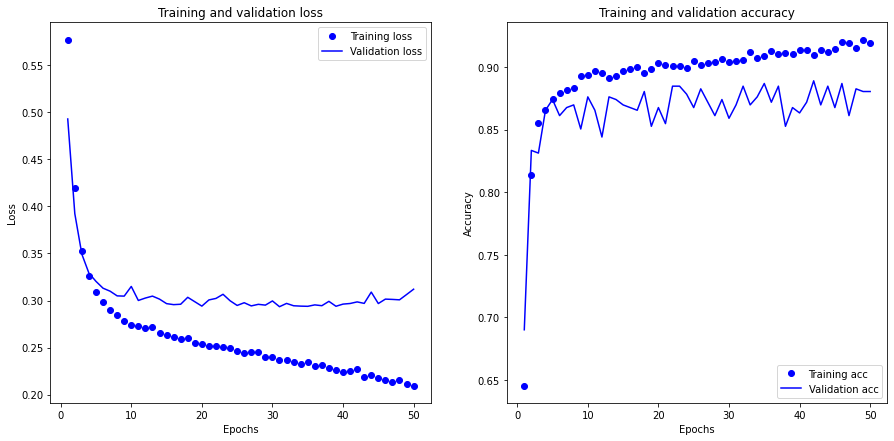 Training and validation loss
Training loss
Validation loss
0.55
0.50
0.45
0.40
0.35
0.30
0.25
0.20
Loss
0 10 20 30 40 50
Epochs
Training and validation accuracy
0.90
0.85
0.80
0.75
0.70
0.65
Accuracy
Training acc
Validation acc
0 10 20 30 40 50
Epochs